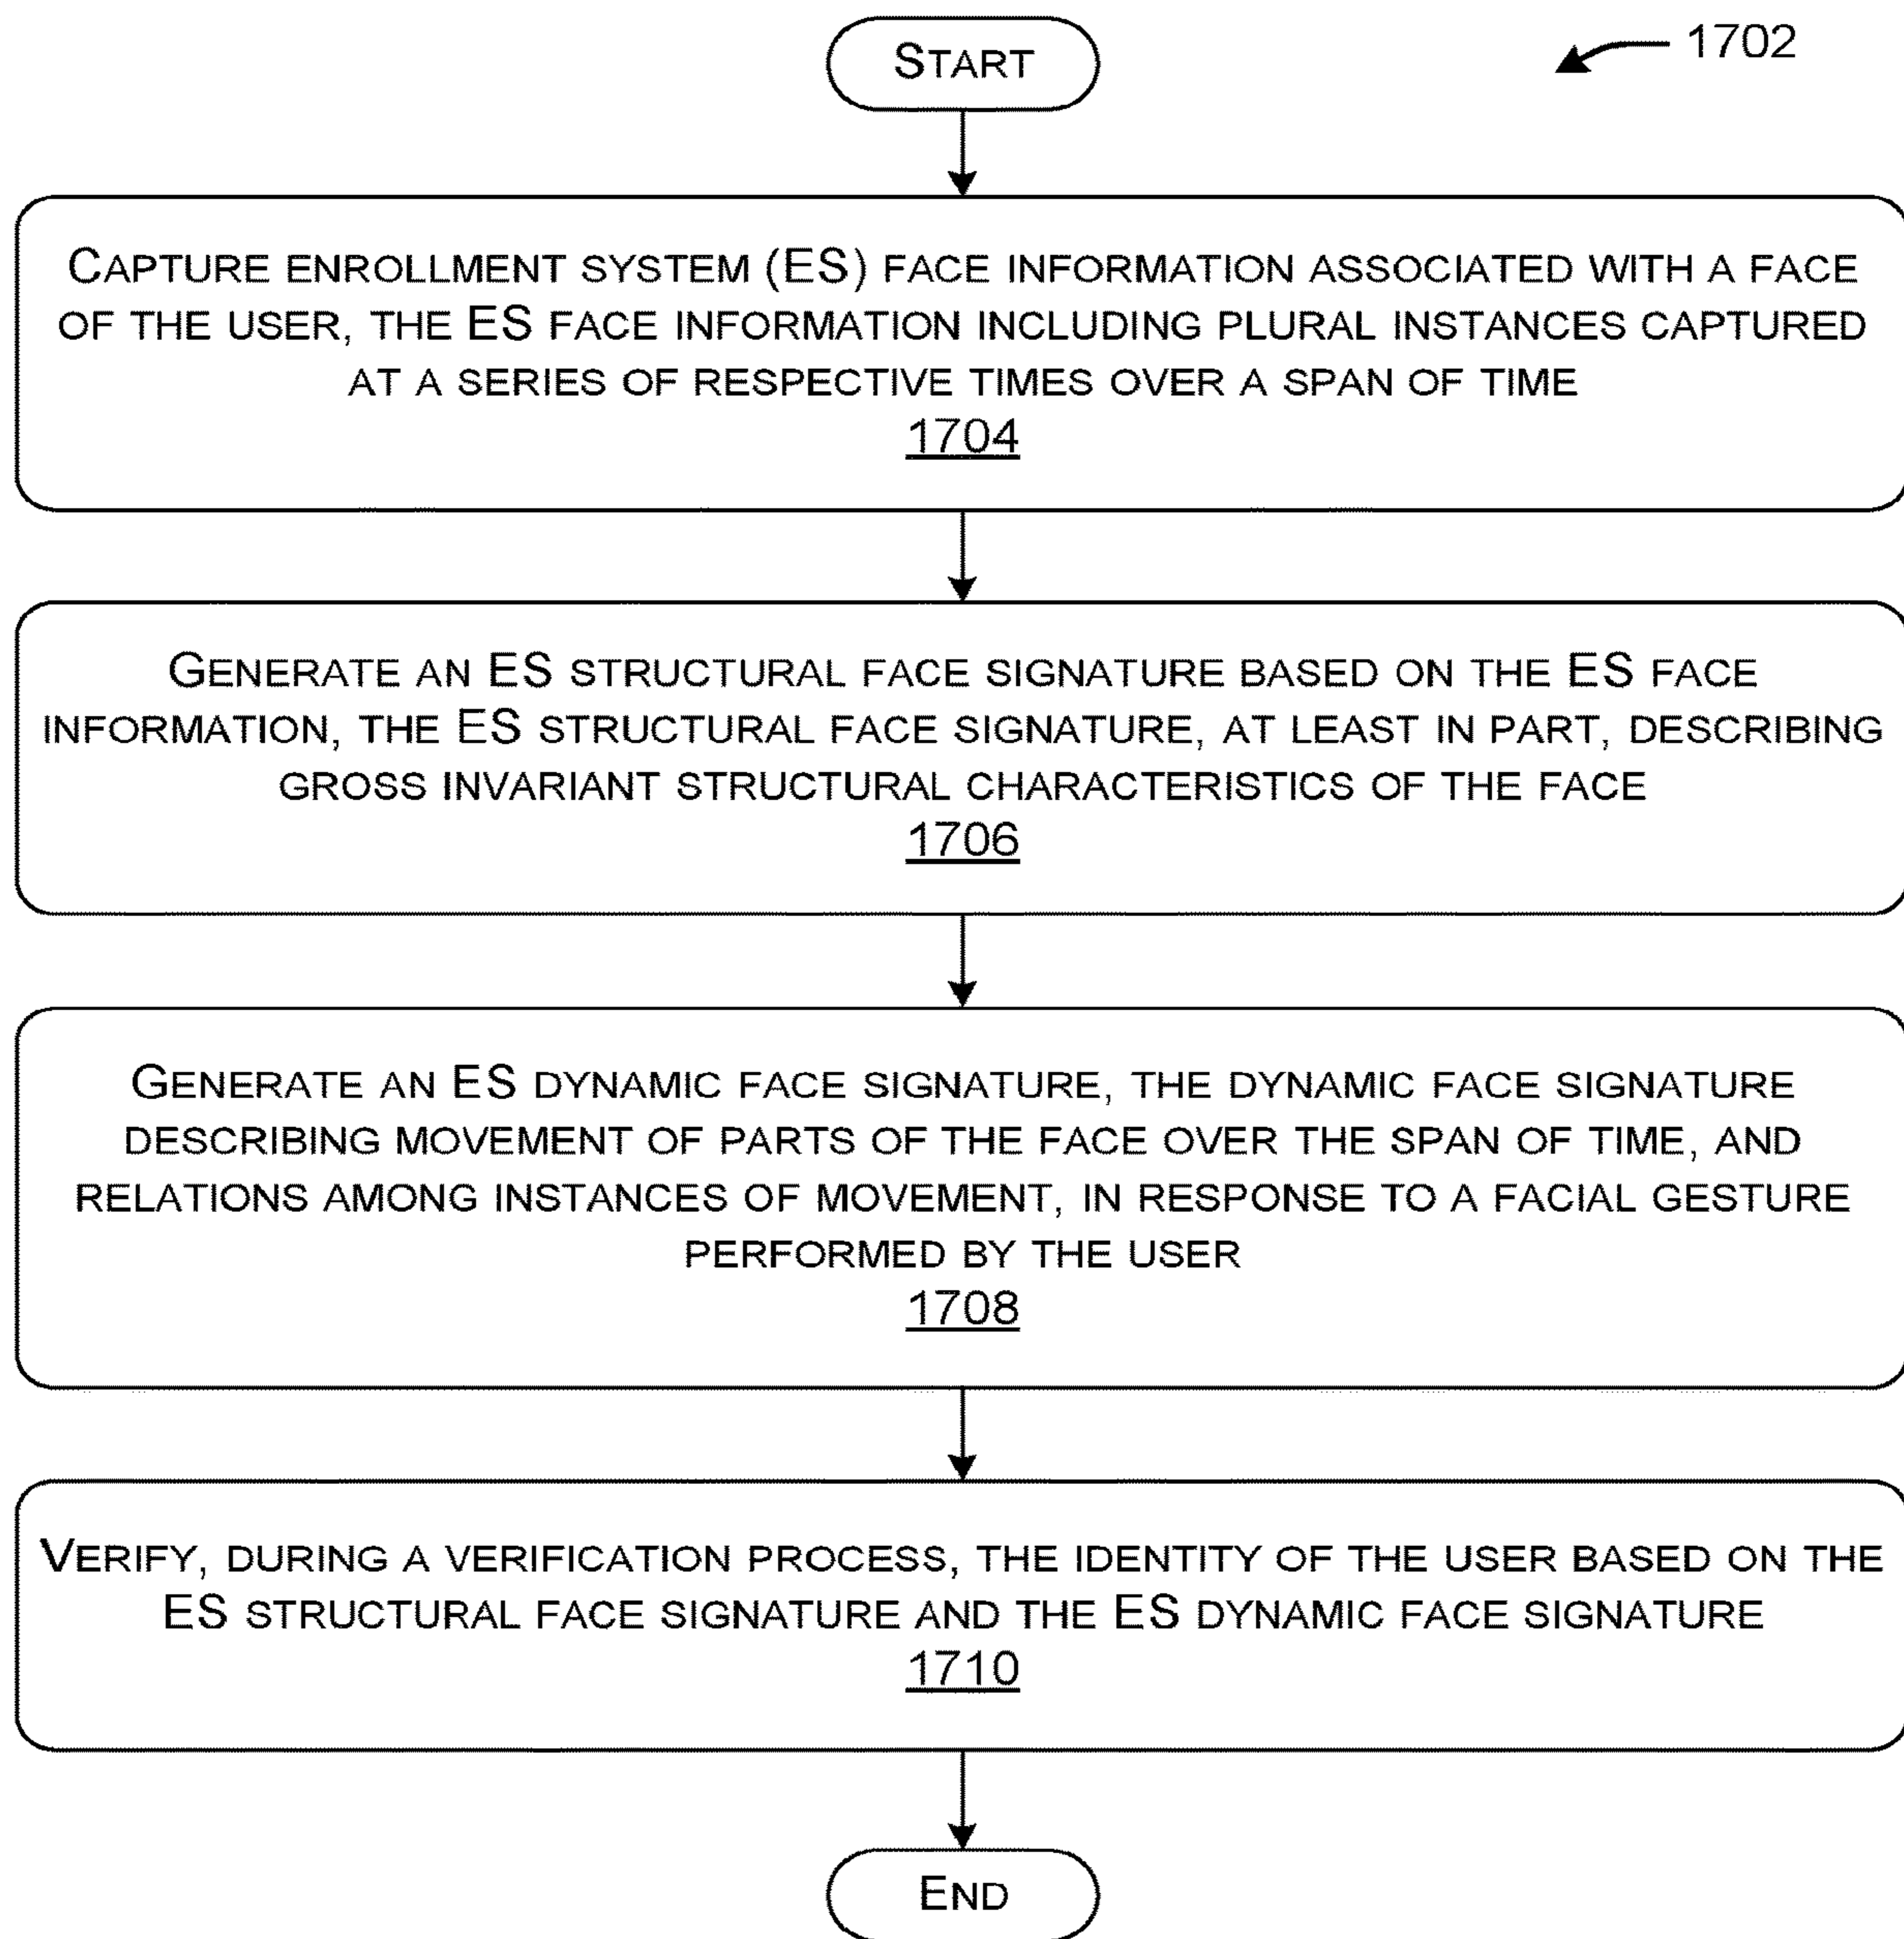 START
1702
CAPTURE ENROLLMENT SYSTEM (ES) FACE INFORMATION ASSOCIATED WITH A FACE
OF THE USER, THE ES FACE INFORMATION INCLUDING PLURAL INSTANCES CAPTURED
AT A SERIES OF RESPECTIVE TIMES OVER A SPAN OF TIME
1704
GENERATE AN ES STRUCTURAL FACE SIGNATURE BASED ON THE ES FACE
INFORMATION, THE ES STRUCTURAL FACE SIGNATURE, AT LEAST IN PART, DESCRIBING
GROSS INVARIANT STRUCTURAL CHARACTERISTICS OF THE FACE
1706
GENERATE AN ES DYNAMIC FACE SIGNATURE, THE DYNAMIC FACE SIGNATURE
DESCRIBING MOVEMENT OF PARTS OF THE FACE OVER THE SPAN OF TIME, AND
RELATIONS AMONG INSTANCES OF MOVEMENT, IN RESPONSE TO A FACIAL GESTURE
PERFORMED BY THE USER
1708
VERIFY, DURING A VERIFICATION PROCESS, THE IDENTITY OF THE USER BASED ON THE
ES STRUCTURAL FACE SIGNATURE AND THE ES DYNAMIC FACE SIGNATURE
1710
END